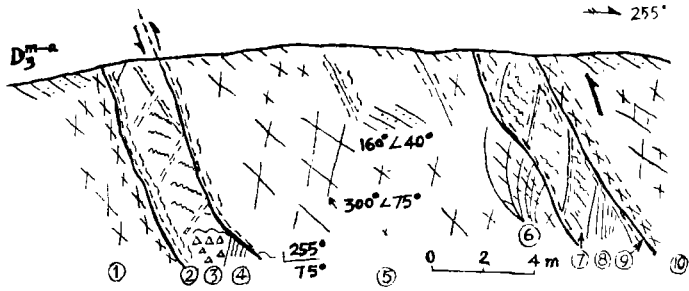 255°
D₃ᵐ⁻ᵃ
160°∠40°
300°∠75°
255°
75°
① ② ③ ④ ⑤ ⑥ ⑦ ⑧ ⑨ ⑩
0 2 4 m